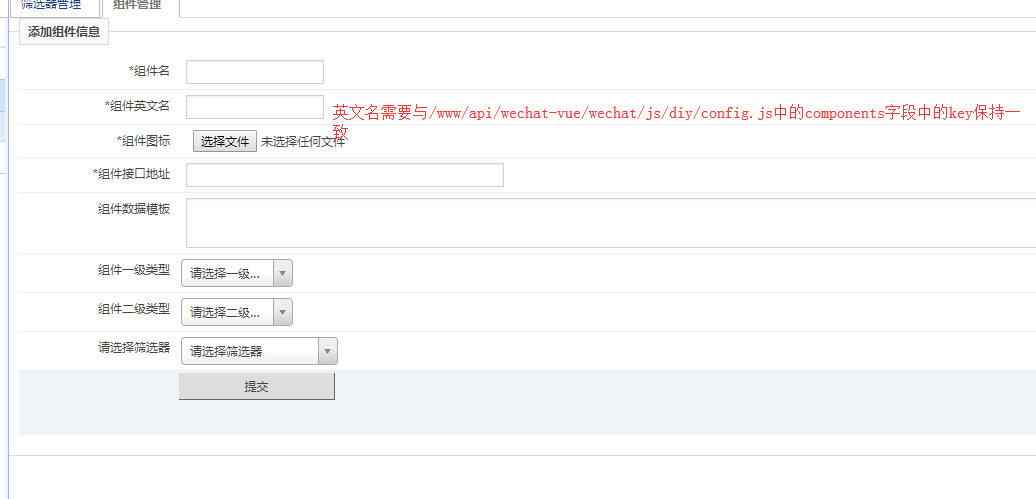 筛选器管理 组件管理
添加组件信息
*组件名
*组件英文名
英文名需要与/www/api/wechat-vue/wechat/js/diy/config.js中的components字段中的key保持一
致
*组件图标 选择文件 未选择任何文件
*组件接口地址
组件数据模板
组件一级类型 请选择一级...
组件二级类型 请选择二级...
请选择筛选器 请选择筛选器
提交